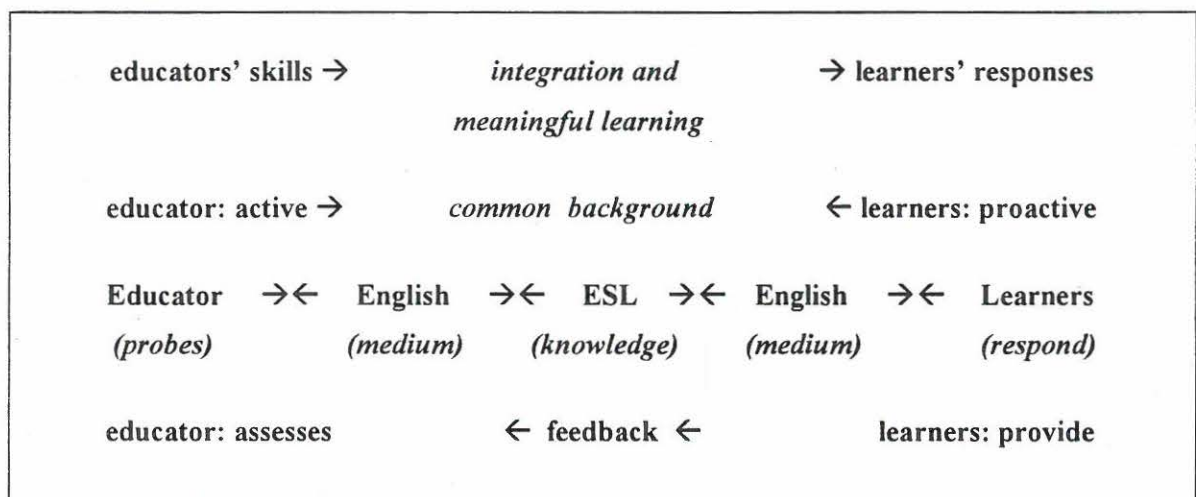 educators' skills → integration and → learners' responses
meaningful learning
educator: active → common background ← learners: proactive
Educator →← English →← ESL →← English →← Learners
(probes) (medium) (knowledge) (medium) (respond)
educator: assesses ← feedback ← learners: provide